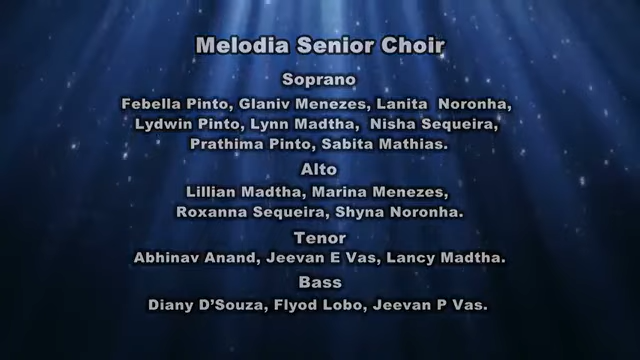 Melodia Senior Choir
Soprano
Febella Pinto, Glaniv Menezes, Lanita Noronha,
Lydwin Pinto, Lynn Madtha, Nisha Sequeira,
Prathima Pinto, Sabita Mathias.
Alto
Lillian Madtha, Marina Menezes,
Roxanna Sequeira, Shyna Noronha.
Tenor
Abhinav Anand, Jeevan E Vas, Lancy Madtha.
Bass
Diany D'Souza, Flyod Lobo, Jeevan P Vas.